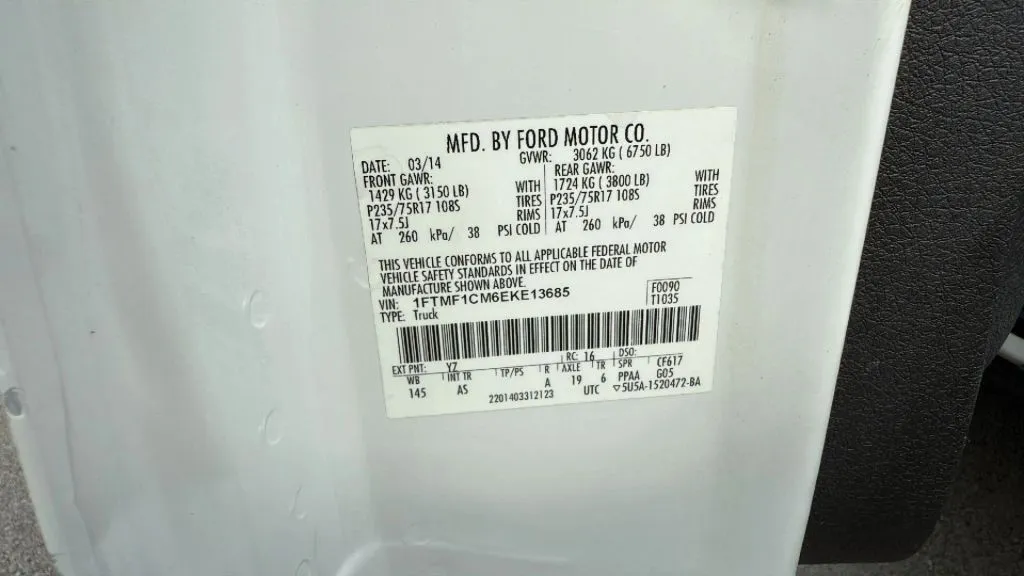 MFD. BY FORD MOTOR CO.
DATE: 03/14 GVWR: 3062 KG ( 6750 LB)
FRONT GAWR: REAR GAWR:
1429 KG ( 3150 LB) WITH 1724 KG ( 3800 LB) WITH
P235/75R17 108S TIRES P235/75R17 108S TIRES
17x7.5J RIMS 17x7.5J RIMS
AT 260 kPa/ 38 PSI COLD AT 260 kPa/ 38 PSI COLD
THIS VEHICLE CONFORMS TO ALL APPLICABLE FEDERAL MOTOR
VEHICLE SAFETY STANDARDS IN EFFECT ON THE DATE OF
MANUFACTURE SHOWN ABOVE.
VIN: 1FTMF1CM6EKE13685 F0090
TYPE: Truck T1035
EXT PNT: YZ RC: 16 DSO:
WB INT TR TP/PS R AXLE TR SPR CF617
145 AS A 19 6 PPAA G05
2201403312123 UTC ▽5U5A-1520472-BA